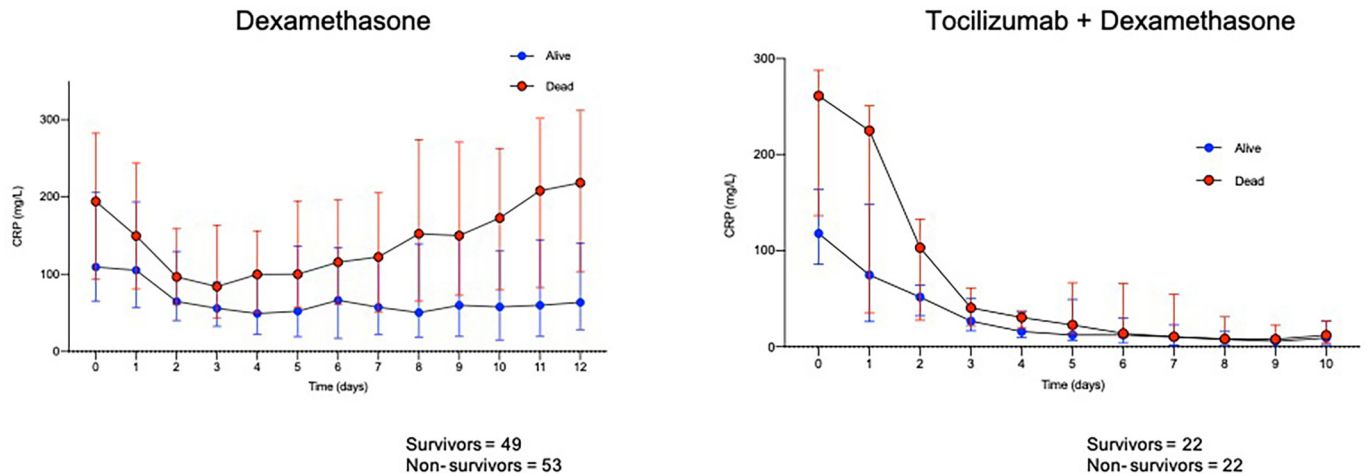 Dexamethasone
Alive
Dead
CRP (mg/L)
300
200
100
0
0 1 2 3 4 5 6 7 8 9 10 11 12
Time (days)
Survivors = 49
Non- survivors = 53
Tocilizumab + Dexamethasone
Alive
Dead
CRP (mg/L)
300
200
100
0
0 1 2 3 4 5 6 7 8 9 10
Time (days)
Survivors = 22
Non- survivors = 22